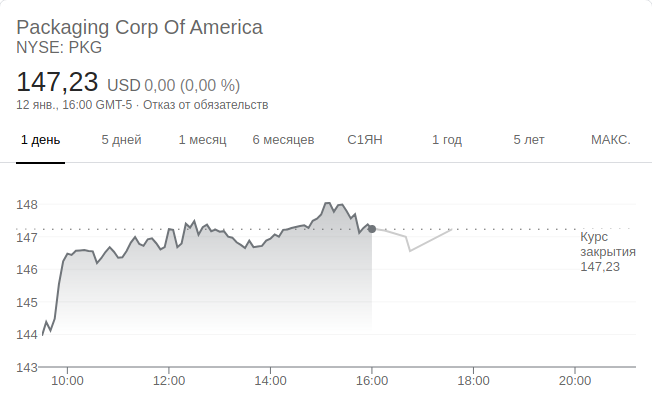 Packaging Corp Of America
NYSE: PKG
147,23 USD 0,00 (0,00 %)
12 янв., 16:00 GMT-5 · Отказ от обязательств
1 день 5 дней 1 месяц 6 месяцев С1ЯН 1 год 5 лет МАКС.
148
147
146
145
144
143
Курс
закрытия
147,23
10:00 12:00 14:00 16:00 18:00 20:00